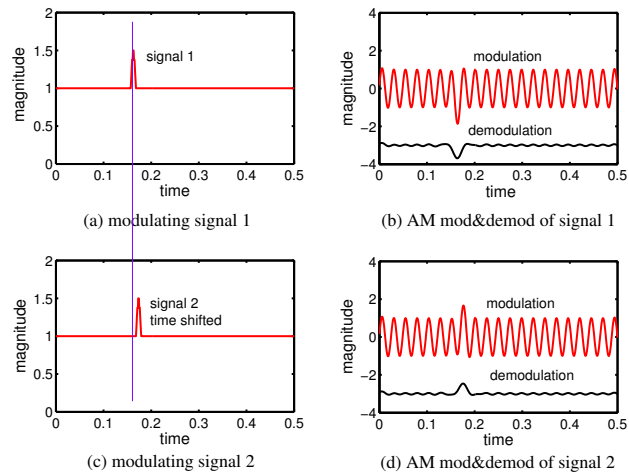 2
1.5
1
0.5
0
magnitude
signal 1
0 0.1 0.2 0.3 0.4 0.5
time
(a) modulating signal 1
4
2
0
−2
−4
magnitude
modulation
demodulation
0 0.1 0.2 0.3 0.4 0.5
time
(b) AM mod&demod of signal 1
2
1.5
1
0.5
0
magnitude
signal 2
time shifted
0 0.1 0.2 0.3 0.4 0.5
time
(c) modulating signal 2
4
2
0
−2
−4
magnitude
modulation
demodulation
0 0.1 0.2 0.3 0.4 0.5
time
(d) AM mod&demod of signal 2